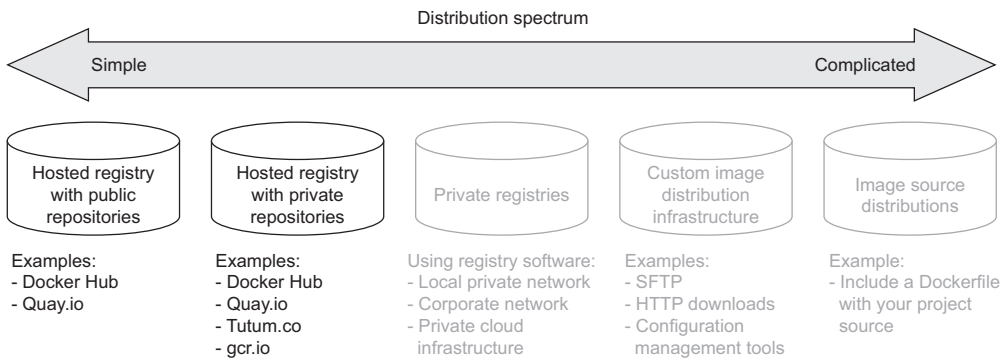 Distribution spectrum
Simple
Complicated
Hosted registry
with public
repositories
Hosted registry
with private
repositories
Private registries
Custom image
distribution
infrastructure
Image source
distributions
Examples:
- Docker Hub
- Quay.io
Examples:
- Docker Hub
- Quay.io
- Tutum.co
- gcr.io
Using registry software:
- Local private network
- Corporate network
- Private cloud
infrastructure
Examples:
- SFTP
- HTTP downloads
- Configuration
management tools
Example:
- Include a Dockerfile
with your project
source